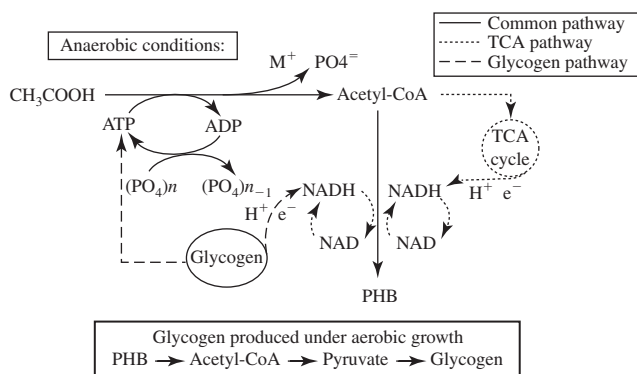 Anaerobic conditions:
Common pathway
TCA pathway
Glycogen pathway
M⁺ PO4⁼
CH₃COOH
Acetyl-CoA
ATP
ADP
TCA
cycle
(PO₄)n
(PO₄)n₋₁
NADH
NADH
H⁺ e⁻
H⁺ e⁻
NAD
NAD
Glycogen
PHB
Glycogen produced under aerobic growth
PHB → Acetyl-CoA → Pyruvate → Glycogen